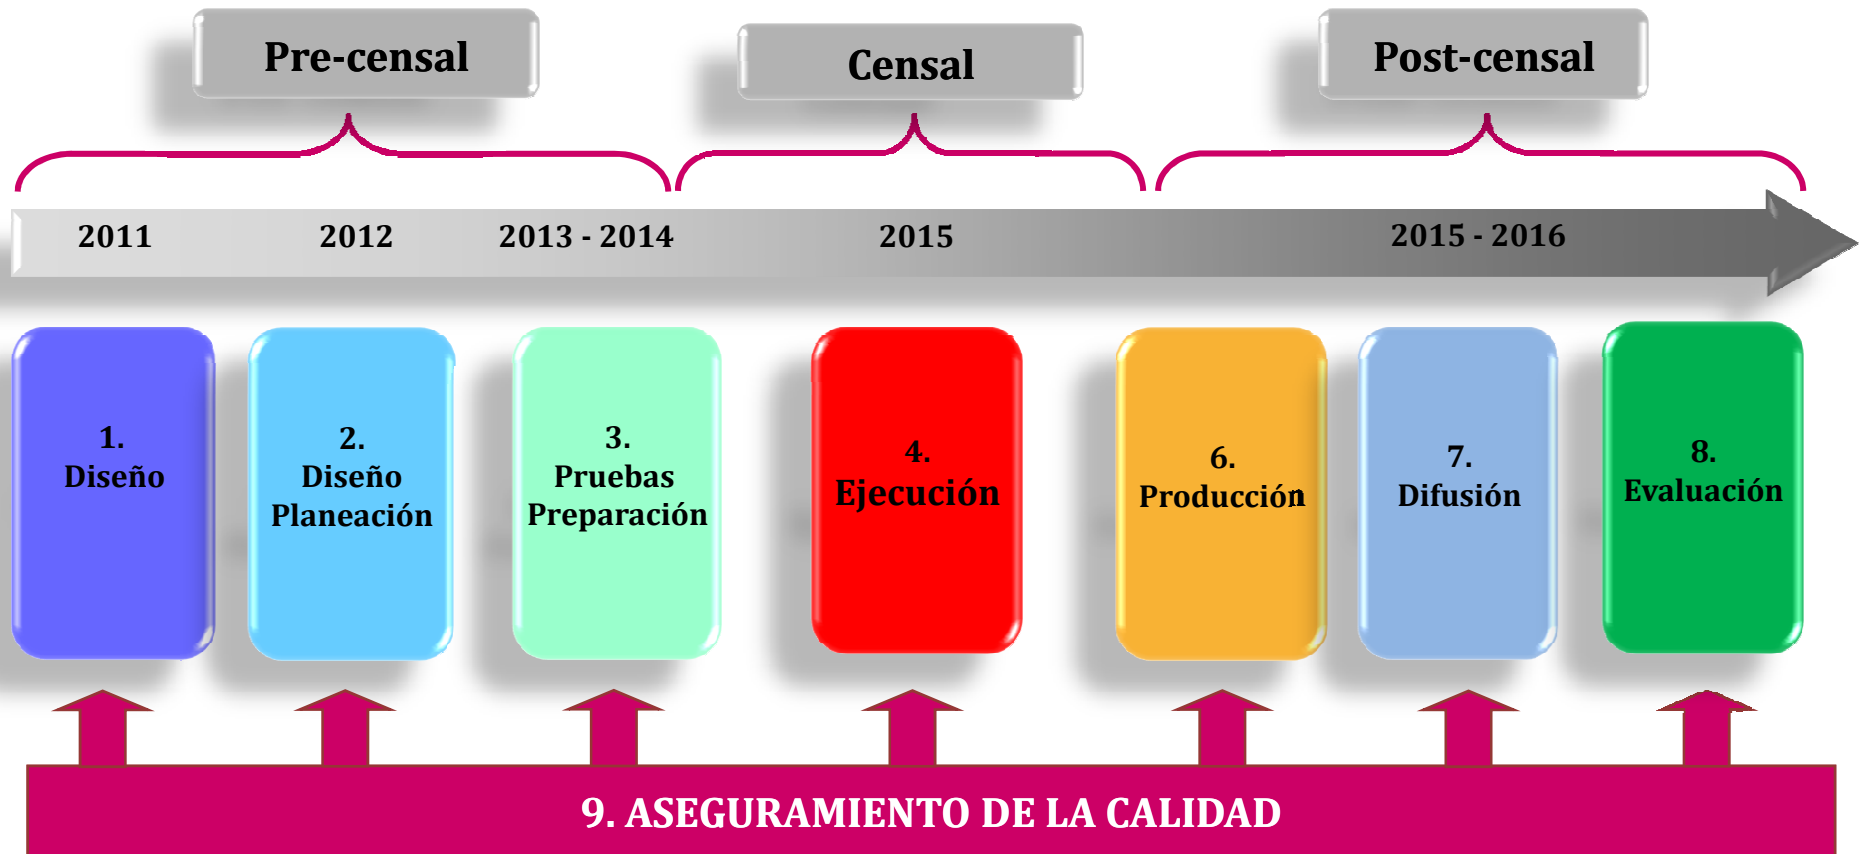 Pre-censal
Censal
Post-censal
2011
2012
2013 - 2014
2015
2015 - 2016
1.
Diseño
2.
Diseño
Planeación
3.
Pruebas
Preparación
4.
Ejecución
6.
Producción
7.
Difusión
8.
Evaluación
9. ASEGURAMIENTO DE LA CALIDAD